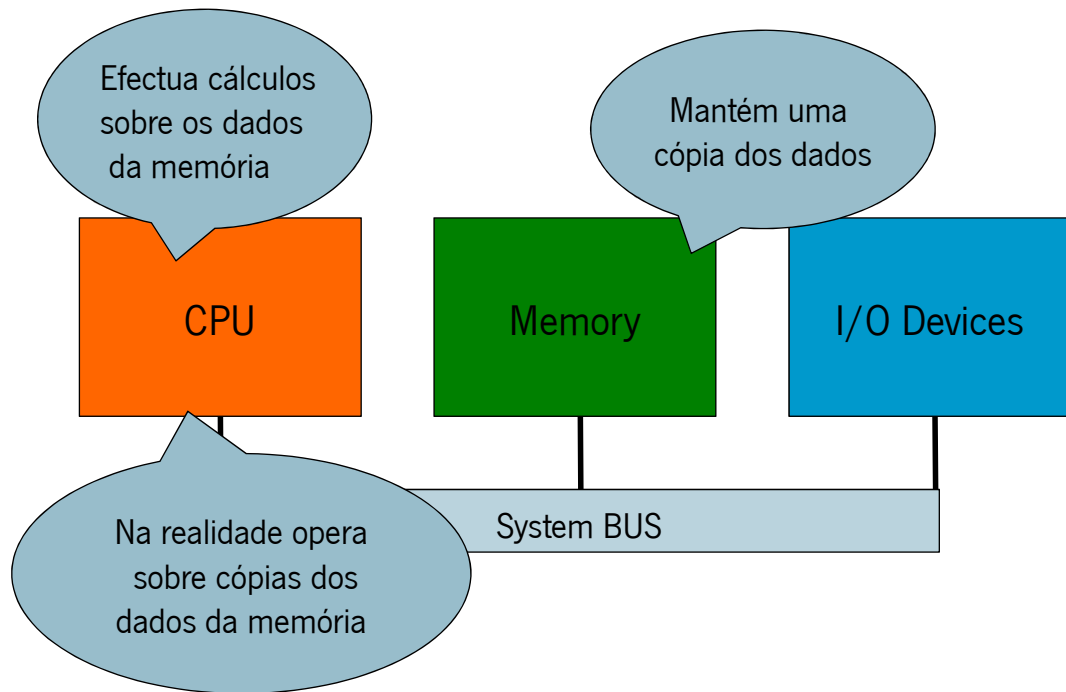 Efectua cálculos
sobre os dados
da memória
Mantém uma
cópia dos dados
CPU
Memory
I/O Devices
System BUS
Na realidade opera
sobre cópias dos
dados da memória